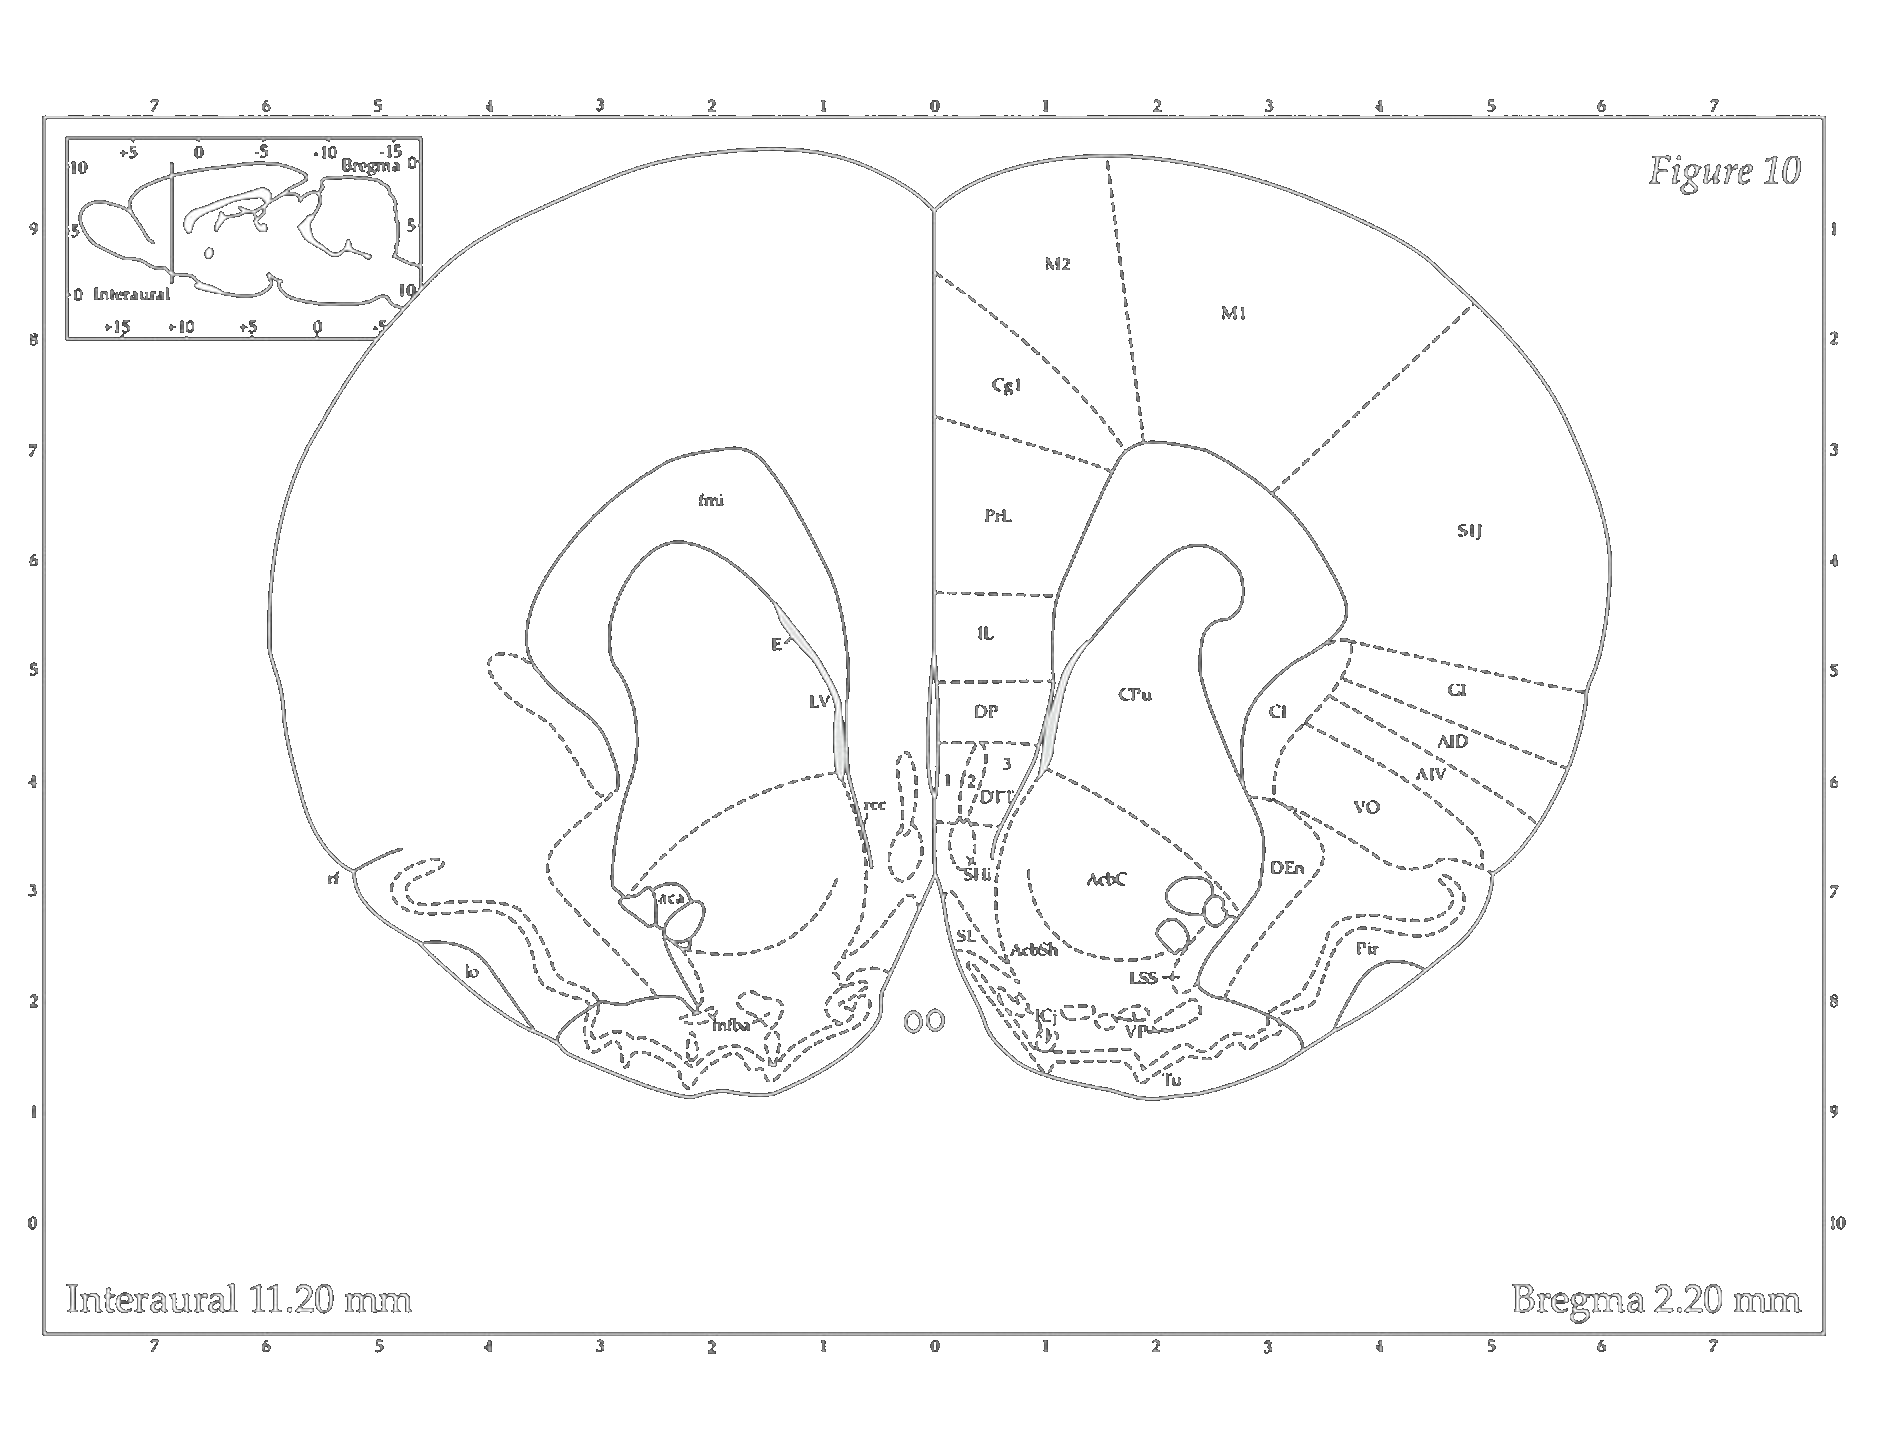 7 6 5 4 3 2 1 0 1 2 3 4 5 6 7
+5 0 -5 -10 -15
10 Bregma 0
5 5
0 Interaural 10
+15 +10 +5 0 -5
Figure 10
9 1
8 2
7 3
6 4
5 5
4 6
3 7
2 8
1 9
0 10
M2
M1
Cg1
fmi
PrL
S1J
IL
E
LV
DP
CPu
Cl
GI
AID
AIV
VO
1 2 3
DTT
rcc
SHi
AcbC
DEn
rf
aca
SL
AcbSh
LSS
Pir
lo
ICj
VP
Tu
Interaural 11.20 mm
Bregma 2.20 mm
7 6 5 4 3 2 1 0 1 2 3 4 5 6 7